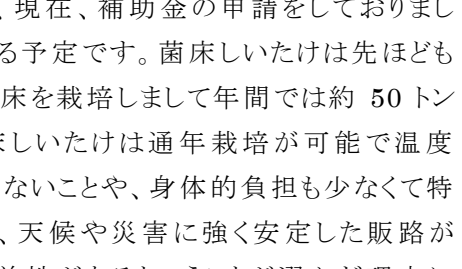 、現在、補助金の申請をしておりまし
る予定です。菌床しいたけは先ほども
床を栽培しまして年間では約 50 トン
床しいたけは通年栽培が可能で温度
ないことや、身体的負担も少なくて特
、天候や災害に強く安定した販路が